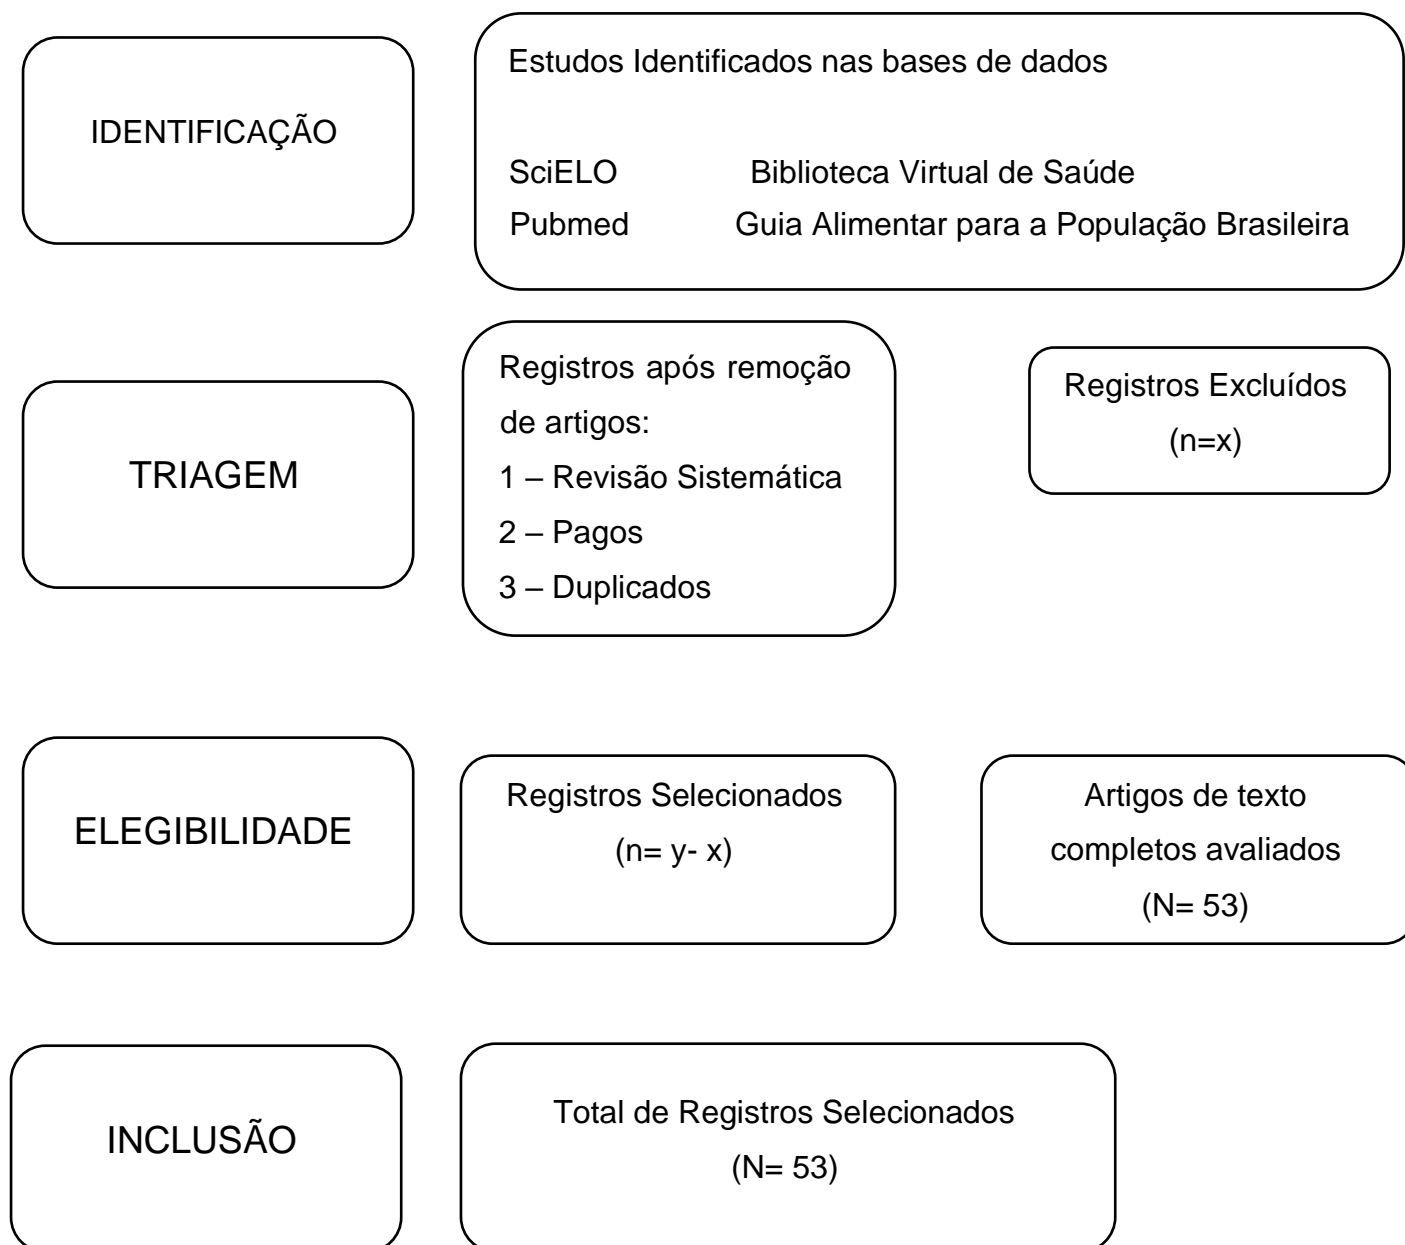 IDENTIFICAÇÃO
Estudos Identificados nas bases de dados
SciELO Biblioteca Virtual de Saúde
Pubmed Guia Alimentar para a População Brasileira
TRIAGEM
Registros após remoção
de artigos:
1 – Revisão Sistemática
2 – Pagos
3 – Duplicados
Registros Excluídos
(n=x)
ELEGIBILIDADE
Registros Selecionados
(n= y- x)
Artigos de texto
completos avaliados
(N= 53)
INCLUSÃO
Total de Registros Selecionados
(N= 53)